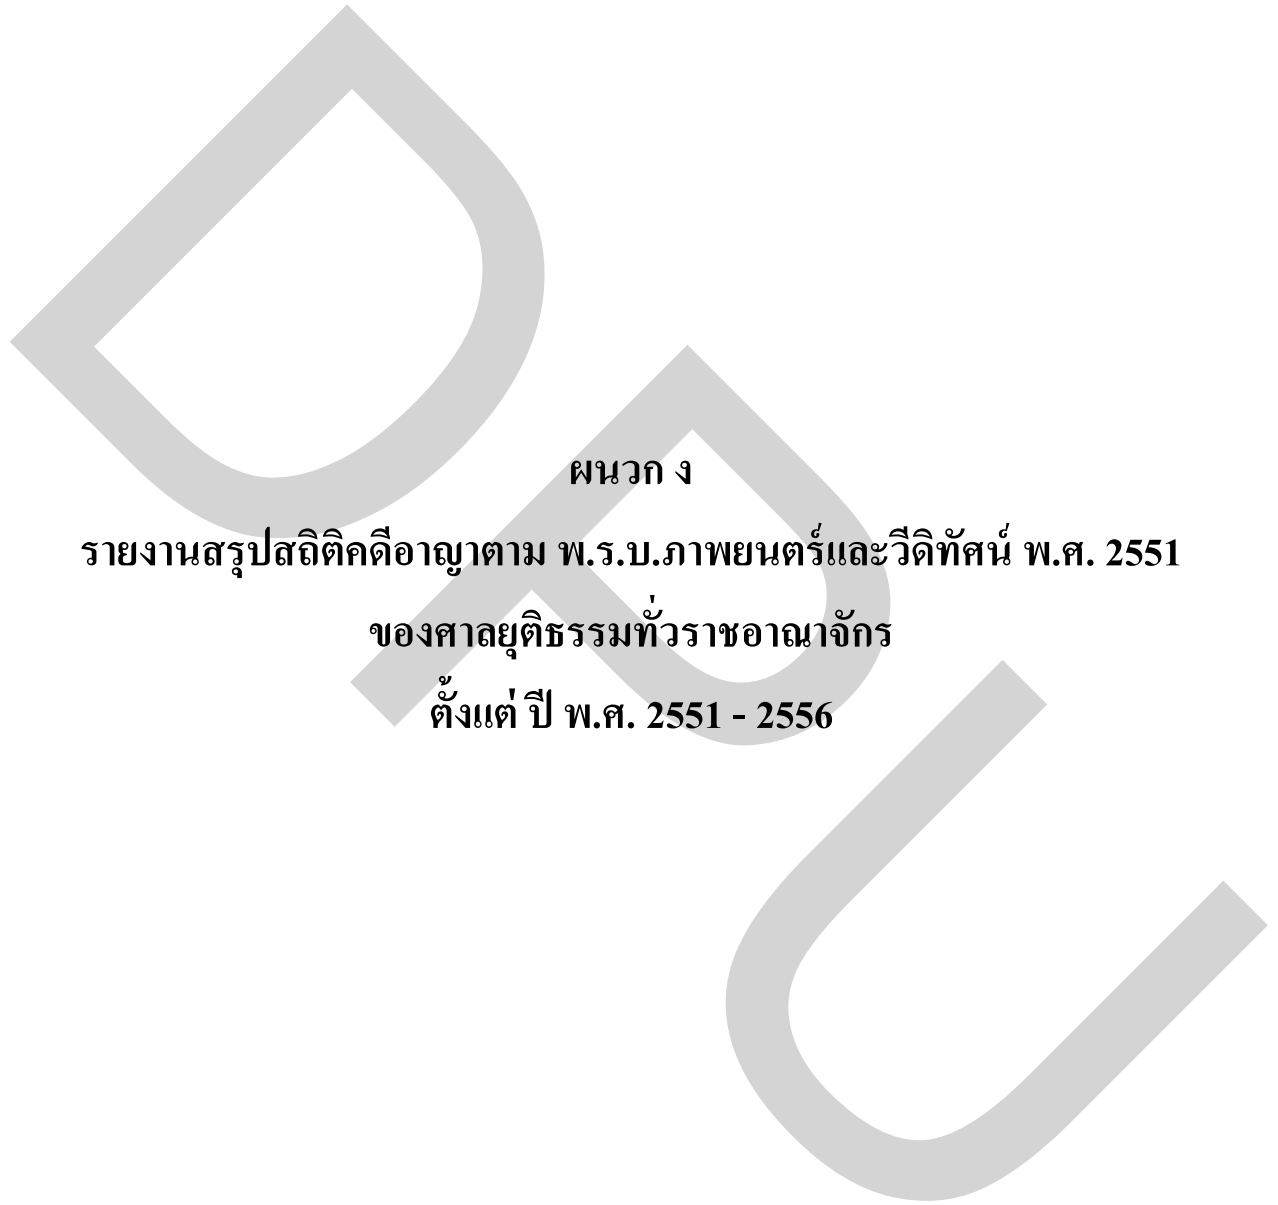 ผนวก ง
รายงานสรุปสถิติคดีอาญาตาม พ.ร.บ.ภาพยนตร์และวีดิทัศน์ พ.ศ. 2551
ของศาลยุติธรรมทั่วราชอาณาจักร
ตั้งแต่ ปี พ.ศ. 2551 - 2556
DPU